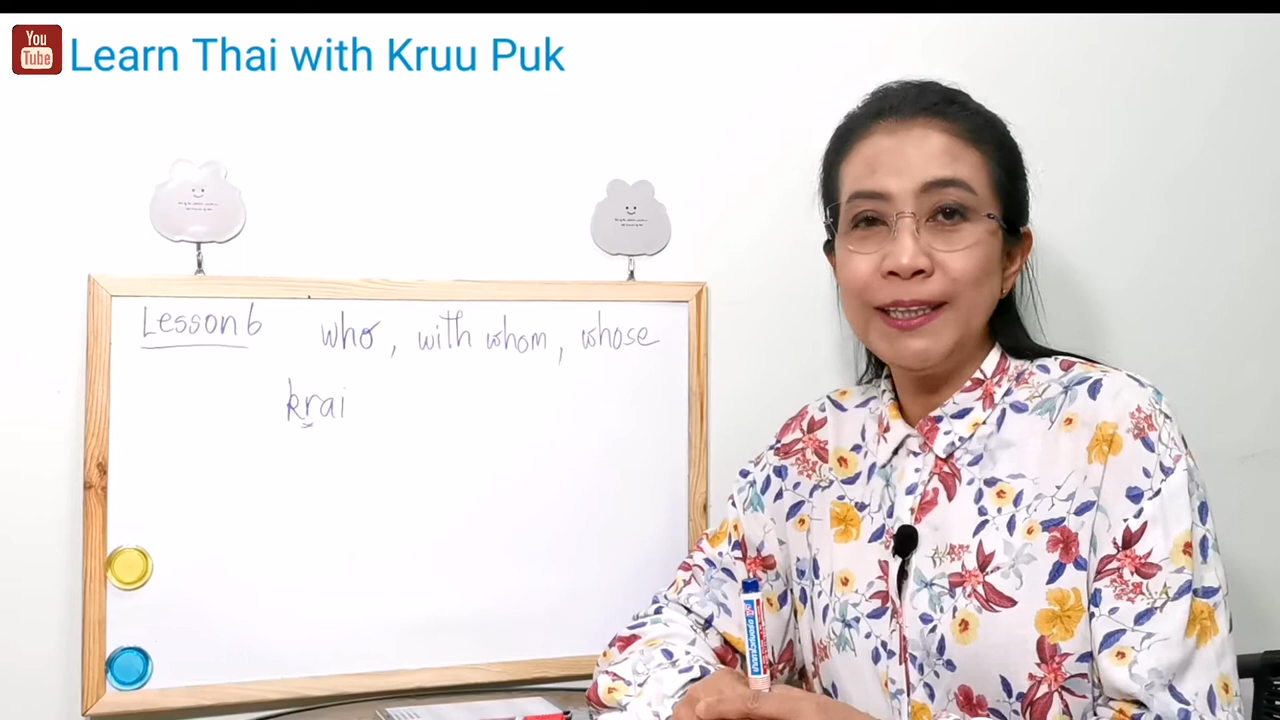 You
Tube
Learn Thai with Kruu Puk
Lesson 6 who, with whom, whose
krai